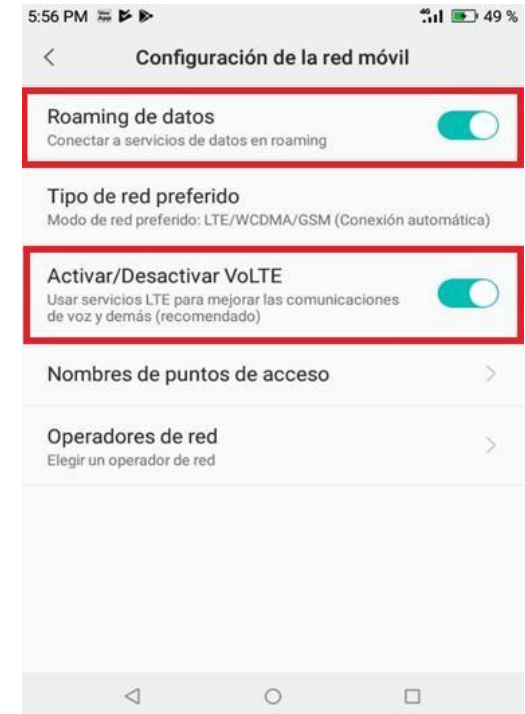 5:56 PM 4G 49 %
Configuración de la red móvil
Roaming de datos
Conectar a servicios de datos en roaming
Tipo de red preferido
Modo de red preferido: LTE/WCDMA/GSM (Conexión automática)
Activar/Desactivar VoLTE
Usar servicios LTE para mejorar las comunicaciones
de voz y demás (recomendado)
Nombres de puntos de acceso
Operadores de red
Elegir un operador de red